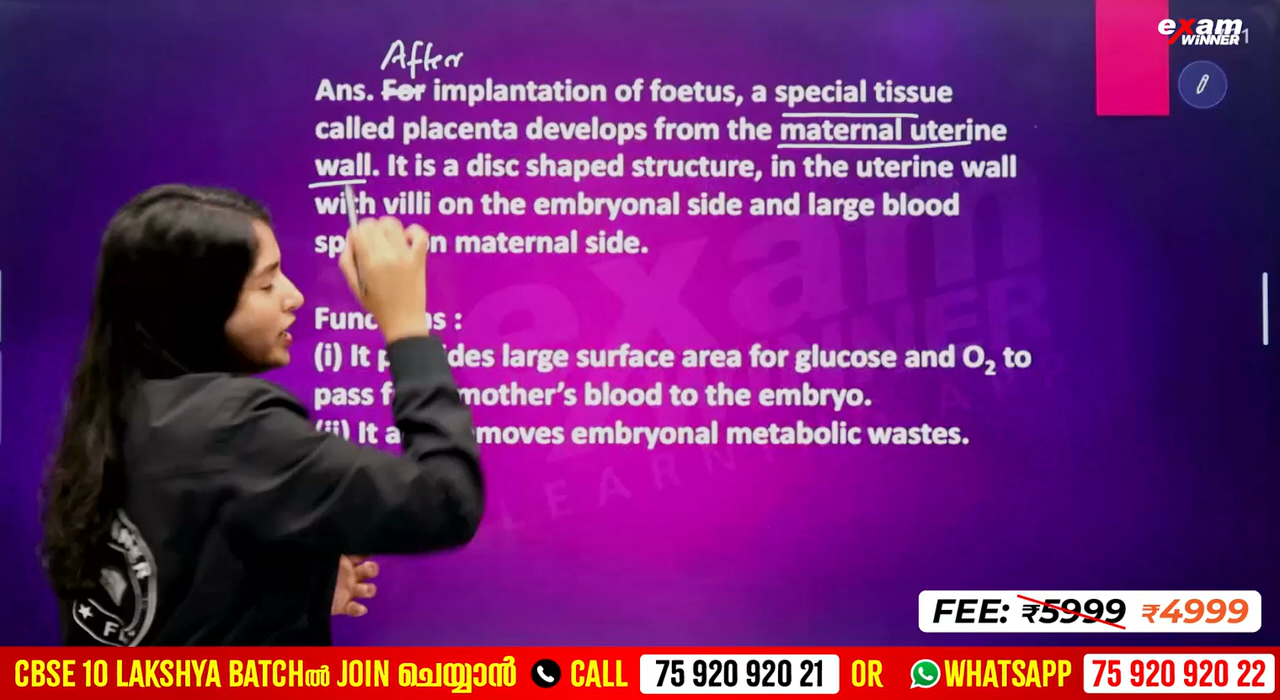 exam
WINNER
After
Ans. For implantation of foetus, a special tissue
called placenta develops from the maternal uterine
wall. It is a disc shaped structure, in the uterine wall
with villi on the embryonal side and large blood
sp n maternal side.
Func s :
(i) It p des large surface area for glucose and O₂ to
pass f mother's blood to the embryo.
(ii) It a moves embryonal metabolic wastes.
FEE: ₹5999 ₹4999
CBSE 10 LAKSHYA BATCHൽ JOIN ചെയ്യാൻ CALL 75 920 920 21 OR WHATSAPP 75 920 920 22